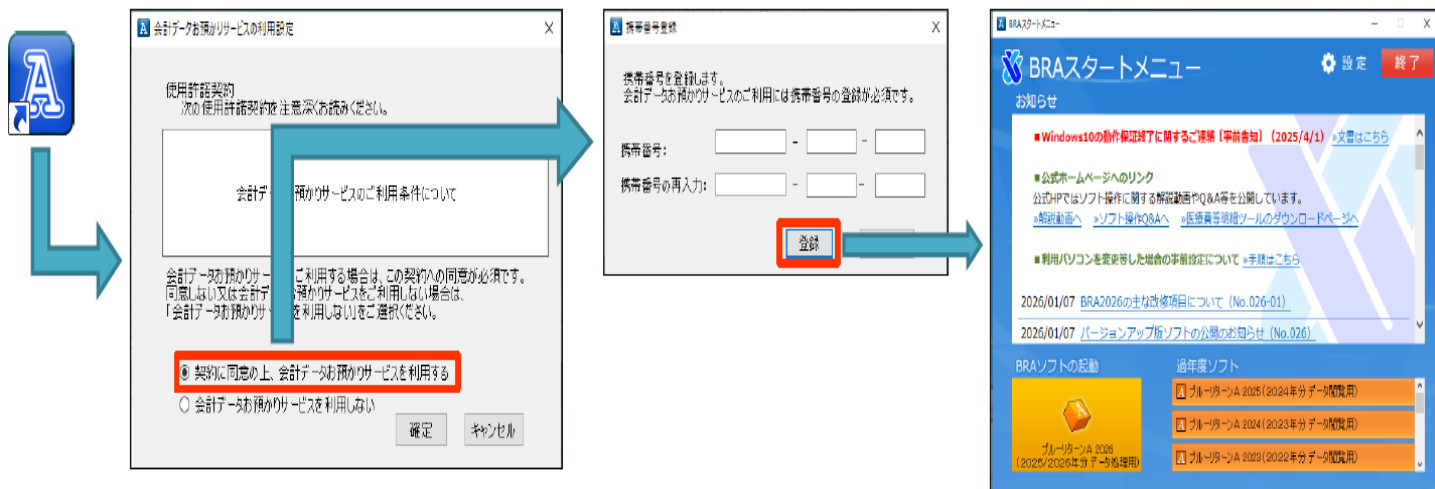 A
会計データお預かりサービスの利用設定
使用許諾契約
次の使用許諾契約を注意深くお読みください。
会計デー 預かりサービスのご利用条件について
会計データお預かりサー ご利用する場合は、この契約への同意が必須です。
同意しない又は会計デー お預かりサービスをご利用しない場合は、
「会計データお預かりサー を利用しない」をご選択ください。
契約に同意の上、会計データお預かりサービスを利用する
会計データお預かりサービスを利用しない
確定
キャンセル
携帯番号登録
携帯番号を登録します。
会計データお預かりサービスのご利用には携帯番号の登録が必須です。
携帯番号: - -
携帯番号の再入力: - -
登録
BRAスタートメニュー
BRAスタートメニュー
設定
終了
お知らせ
■Windows10の動作保証終了に関するご連絡【事前告知】（2025/4/1） »文書はこちら
■公式ホームページへのリンク
公式HPではソフト操作に関する解説動画やQ&A等を公開しています。
»解説動画へ »ソフト操作Q&Aへ »医療費等明細ツールのダウンロードページへ
■利用パソコンを変更等した場合の事前設定について »手順はこちら
2026/01/07 BRA2026の主な改修項目について（No.026-01）
2026/01/07 バージョンアップ版ソフトの公開のお知らせ（No.026）
BRAソフトの起動
過年度ソフト
ブルーリターンA 2026
(2025/2026年分 データ処理用)
A ブルーリターンA 2025(2024年分 データ閲覧用)
A ブルーリターンA 2024(2023年分 データ閲覧用)
A ブルーリターンA 2023(2022年分 データ閲覧用)